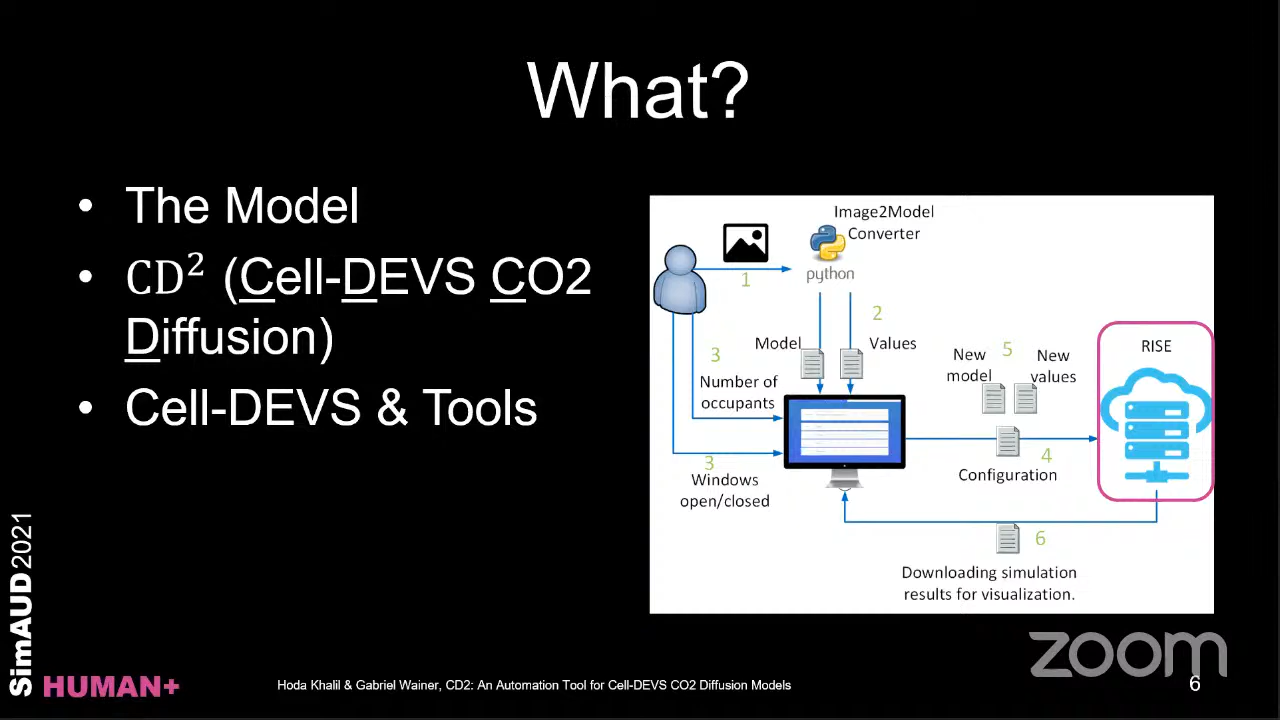 What?
• The Model
• CD² (Cell-DEVS CO2
Diffusion)
• Cell-DEVS & Tools
Image2Model
Converter
python
1
2
Model
Values
3
Number of
occupants
3
Windows
open/closed
New
model
5
New
values
4
Configuration
RISE
6
Downloading simulation
results for visualization.
SimAUD2021
HUMAN+
Hoda Khalil & Gabriel Wainer, CD2: An Automation Tool for Cell-DEVS CO2 Diffusion Models
zoom
6